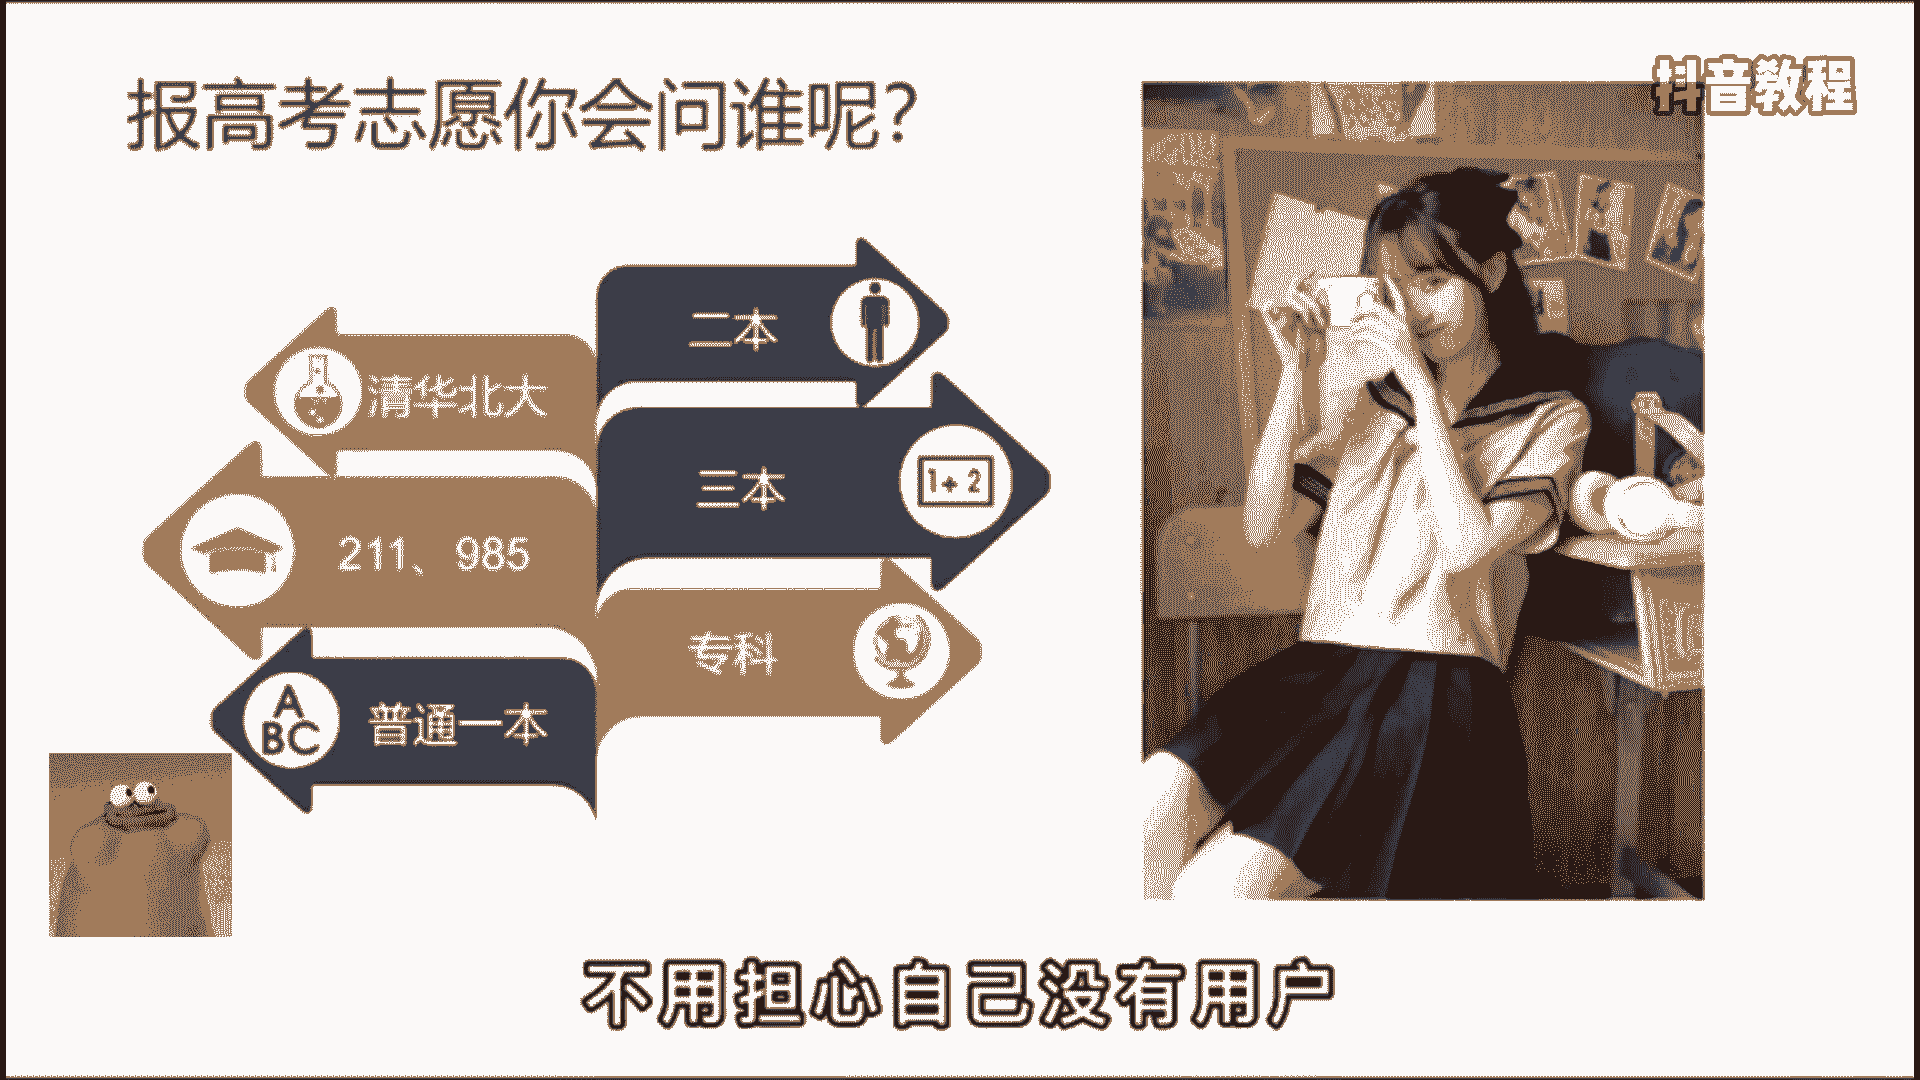 报高考志愿你会问谁呢？
抖音教程
二本
清华北大
三本
1+2
211、985
专科
普通一本
A
BC
不用担心自己没有用户